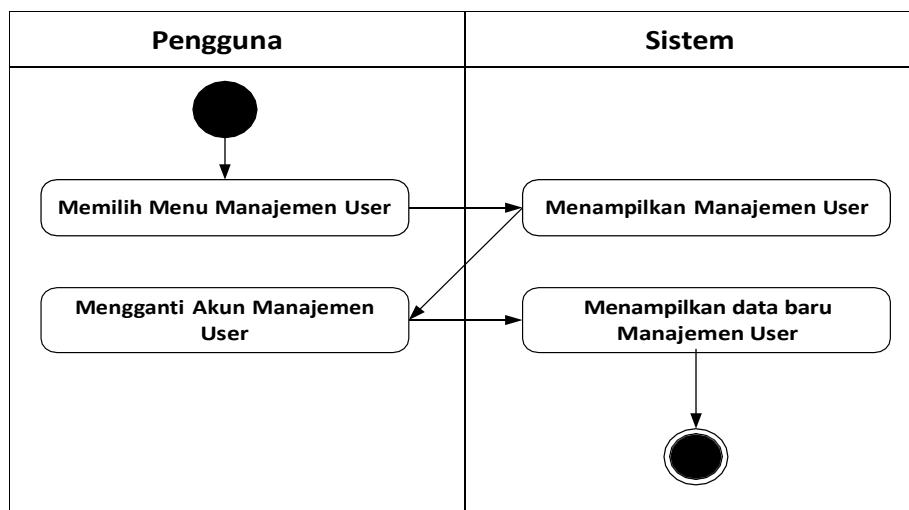 Pengguna
Sistem
Memilih Menu Manajemen User
Menampilkan Manajemen User
Mengganti Akun Manajemen
User
Menampilkan data baru
Manajemen User